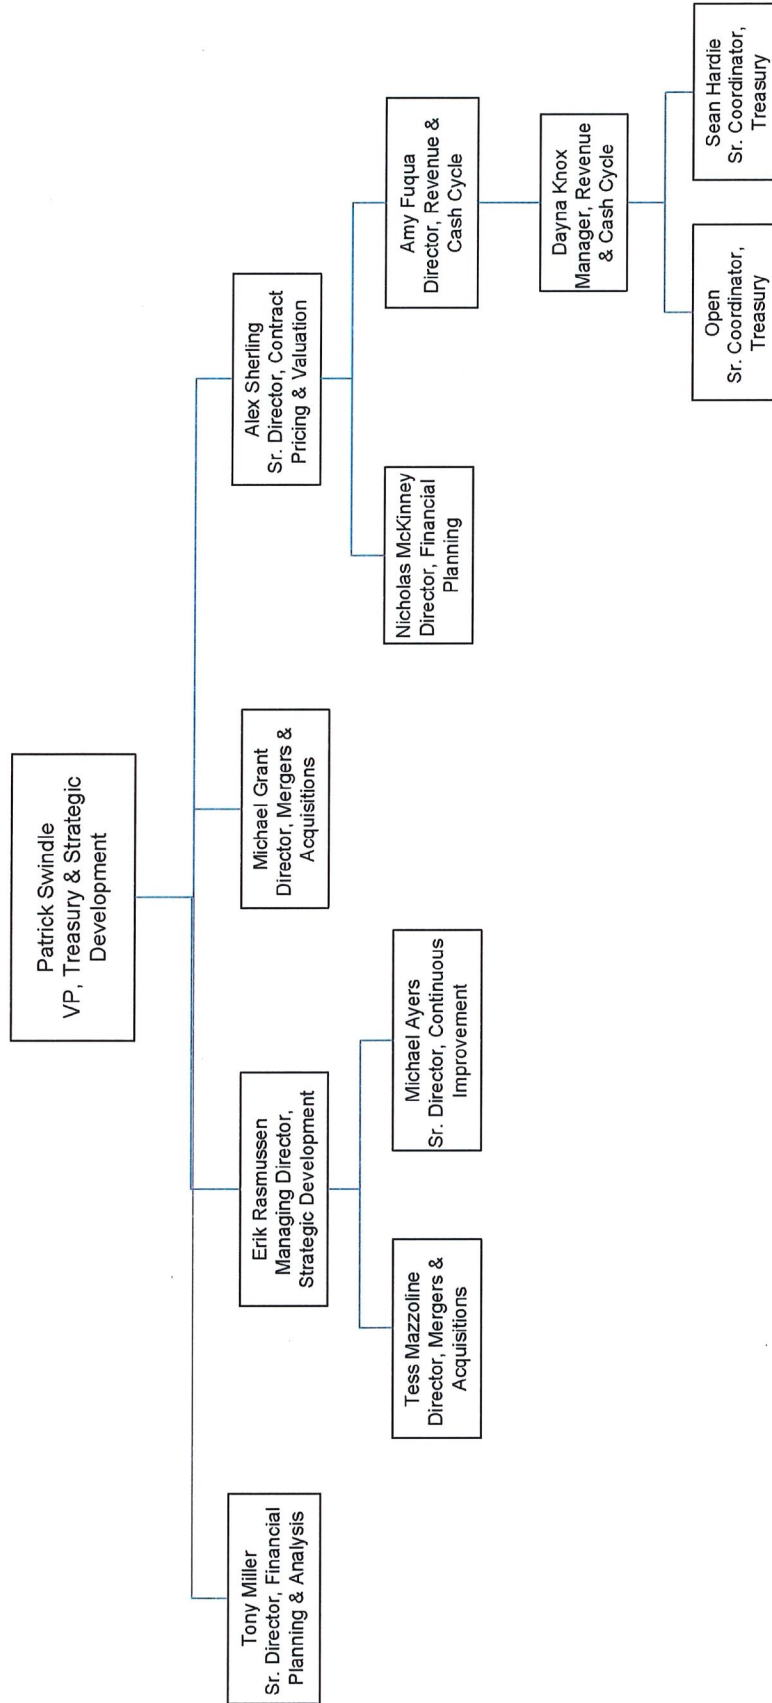 Patrick Swindle
VP, Treasury & Strategic
Development
Tony Miller
Sr. Director, Financial
Planning & Analysis
Erik Rasmussen
Managing Director,
Strategic Development
Michael Grant
Director, Mergers &
Acquisitions
Alex Sherling
Sr. Director, Contract
Pricing & Valuation
Tess Mazzoline
Director, Mergers &
Acquisitions
Michael Ayers
Sr. Director, Continuous
Improvement
Nicholas McKinney
Director, Financial
Planning
Amy Fuqua
Director, Revenue &
Cash Cycle
Dayna Knox
Manager, Revenue
& Cash Cycle
Open
Sr. Coordinator,
Treasury
Sean Hardie
Sr. Coordinator,
Treasury